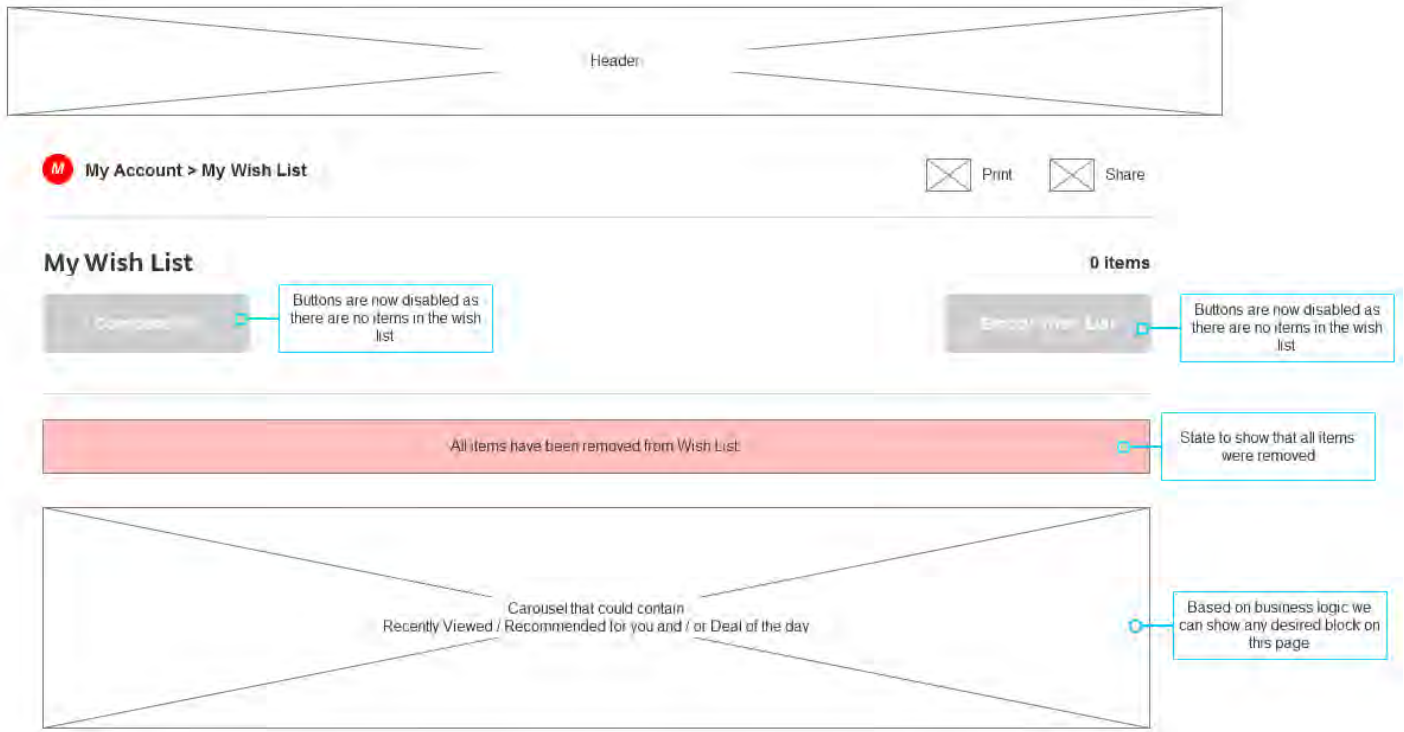 Header
M
My Account > My Wish List
Print
Share
My Wish List
0 items
Buttons are now disabled as
there are no items in the wish
list
Buttons are now disabled as
there are no items in the wish
list
All items have been removed from Wish List
State to show that all items
were removed
Carousel that could contain
Recently Viewed / Recommended for you and / or Deal of the day
Based on business logic we
can show any desired block on
this page